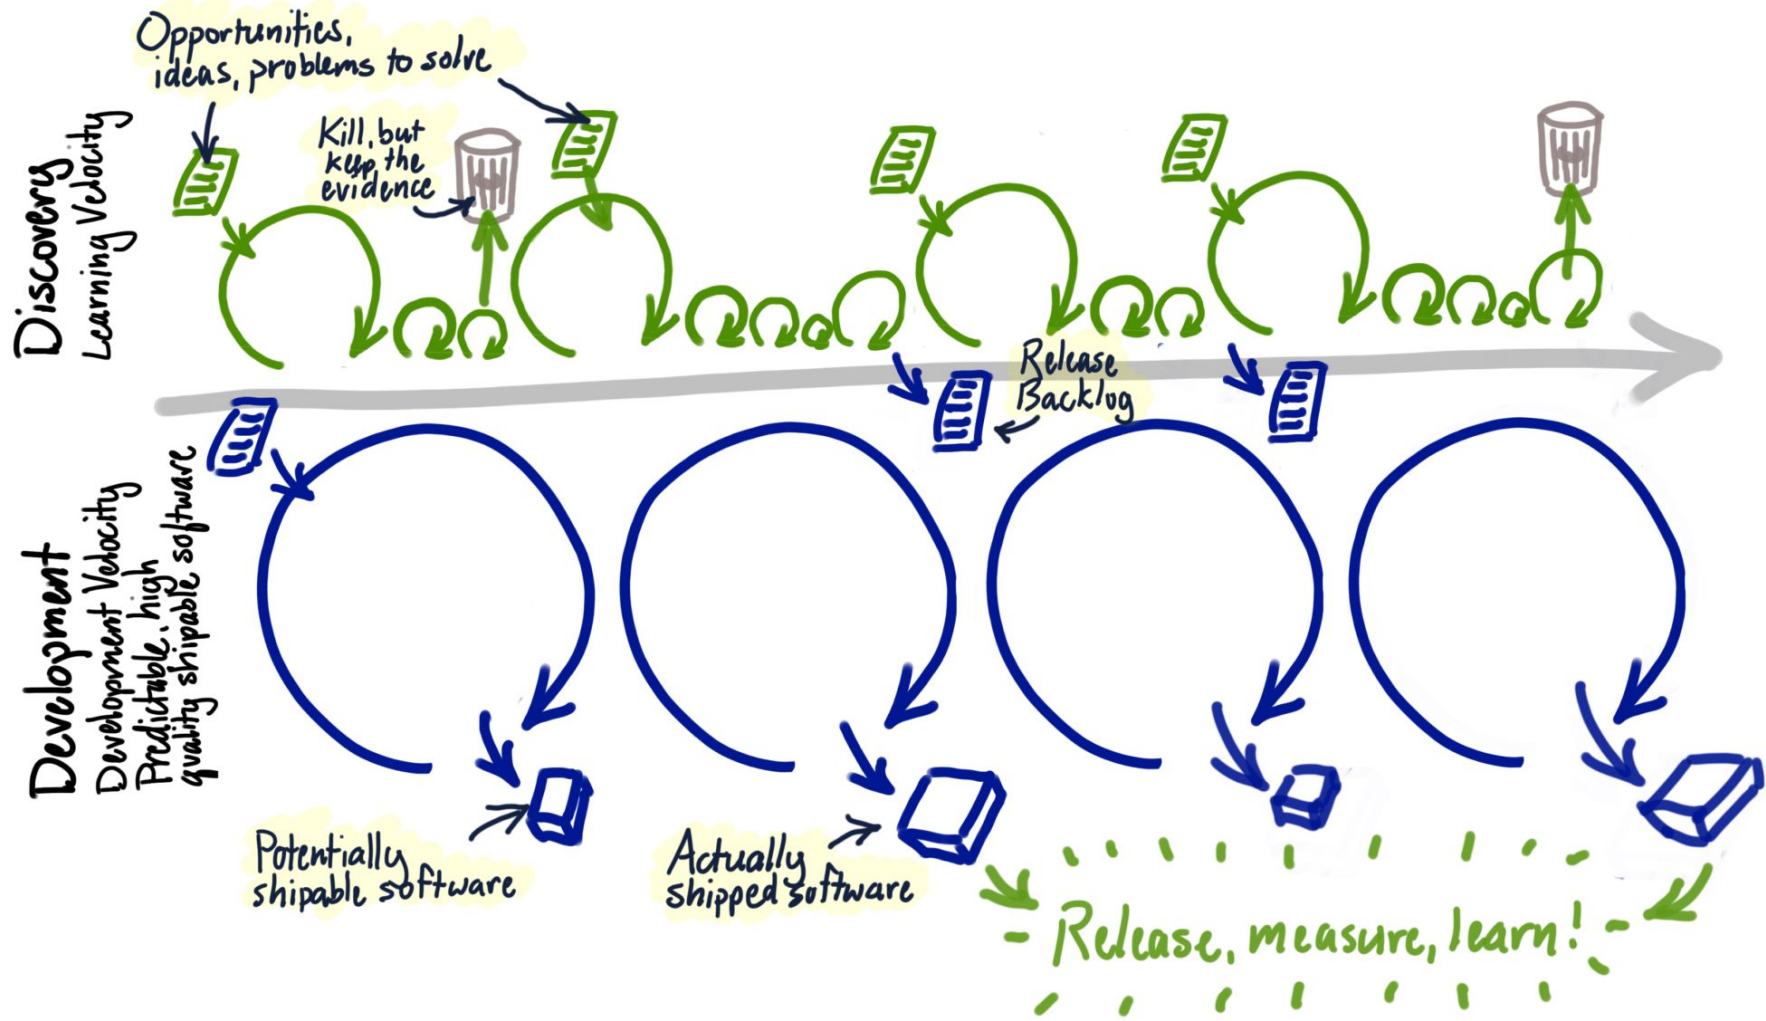 Opportunities,
ideas, problems to solve
Kill, but
keep the
evidence
Discovery
Learning Velocity
Release
Backlog
Development
Development Velocity
Predictable, high
quality shipable software
Potentially
shipable software
Actually
shipped software
- Release, measure, learn! -